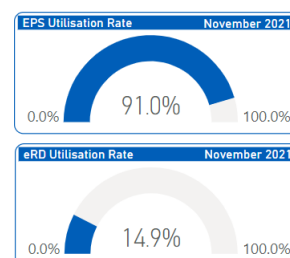 EPS Utilisation Rate November 2021
91.0%
0.0% 100.0%
eRD Utilisation Rate November 2021
14.9%
0.0% 100.0%